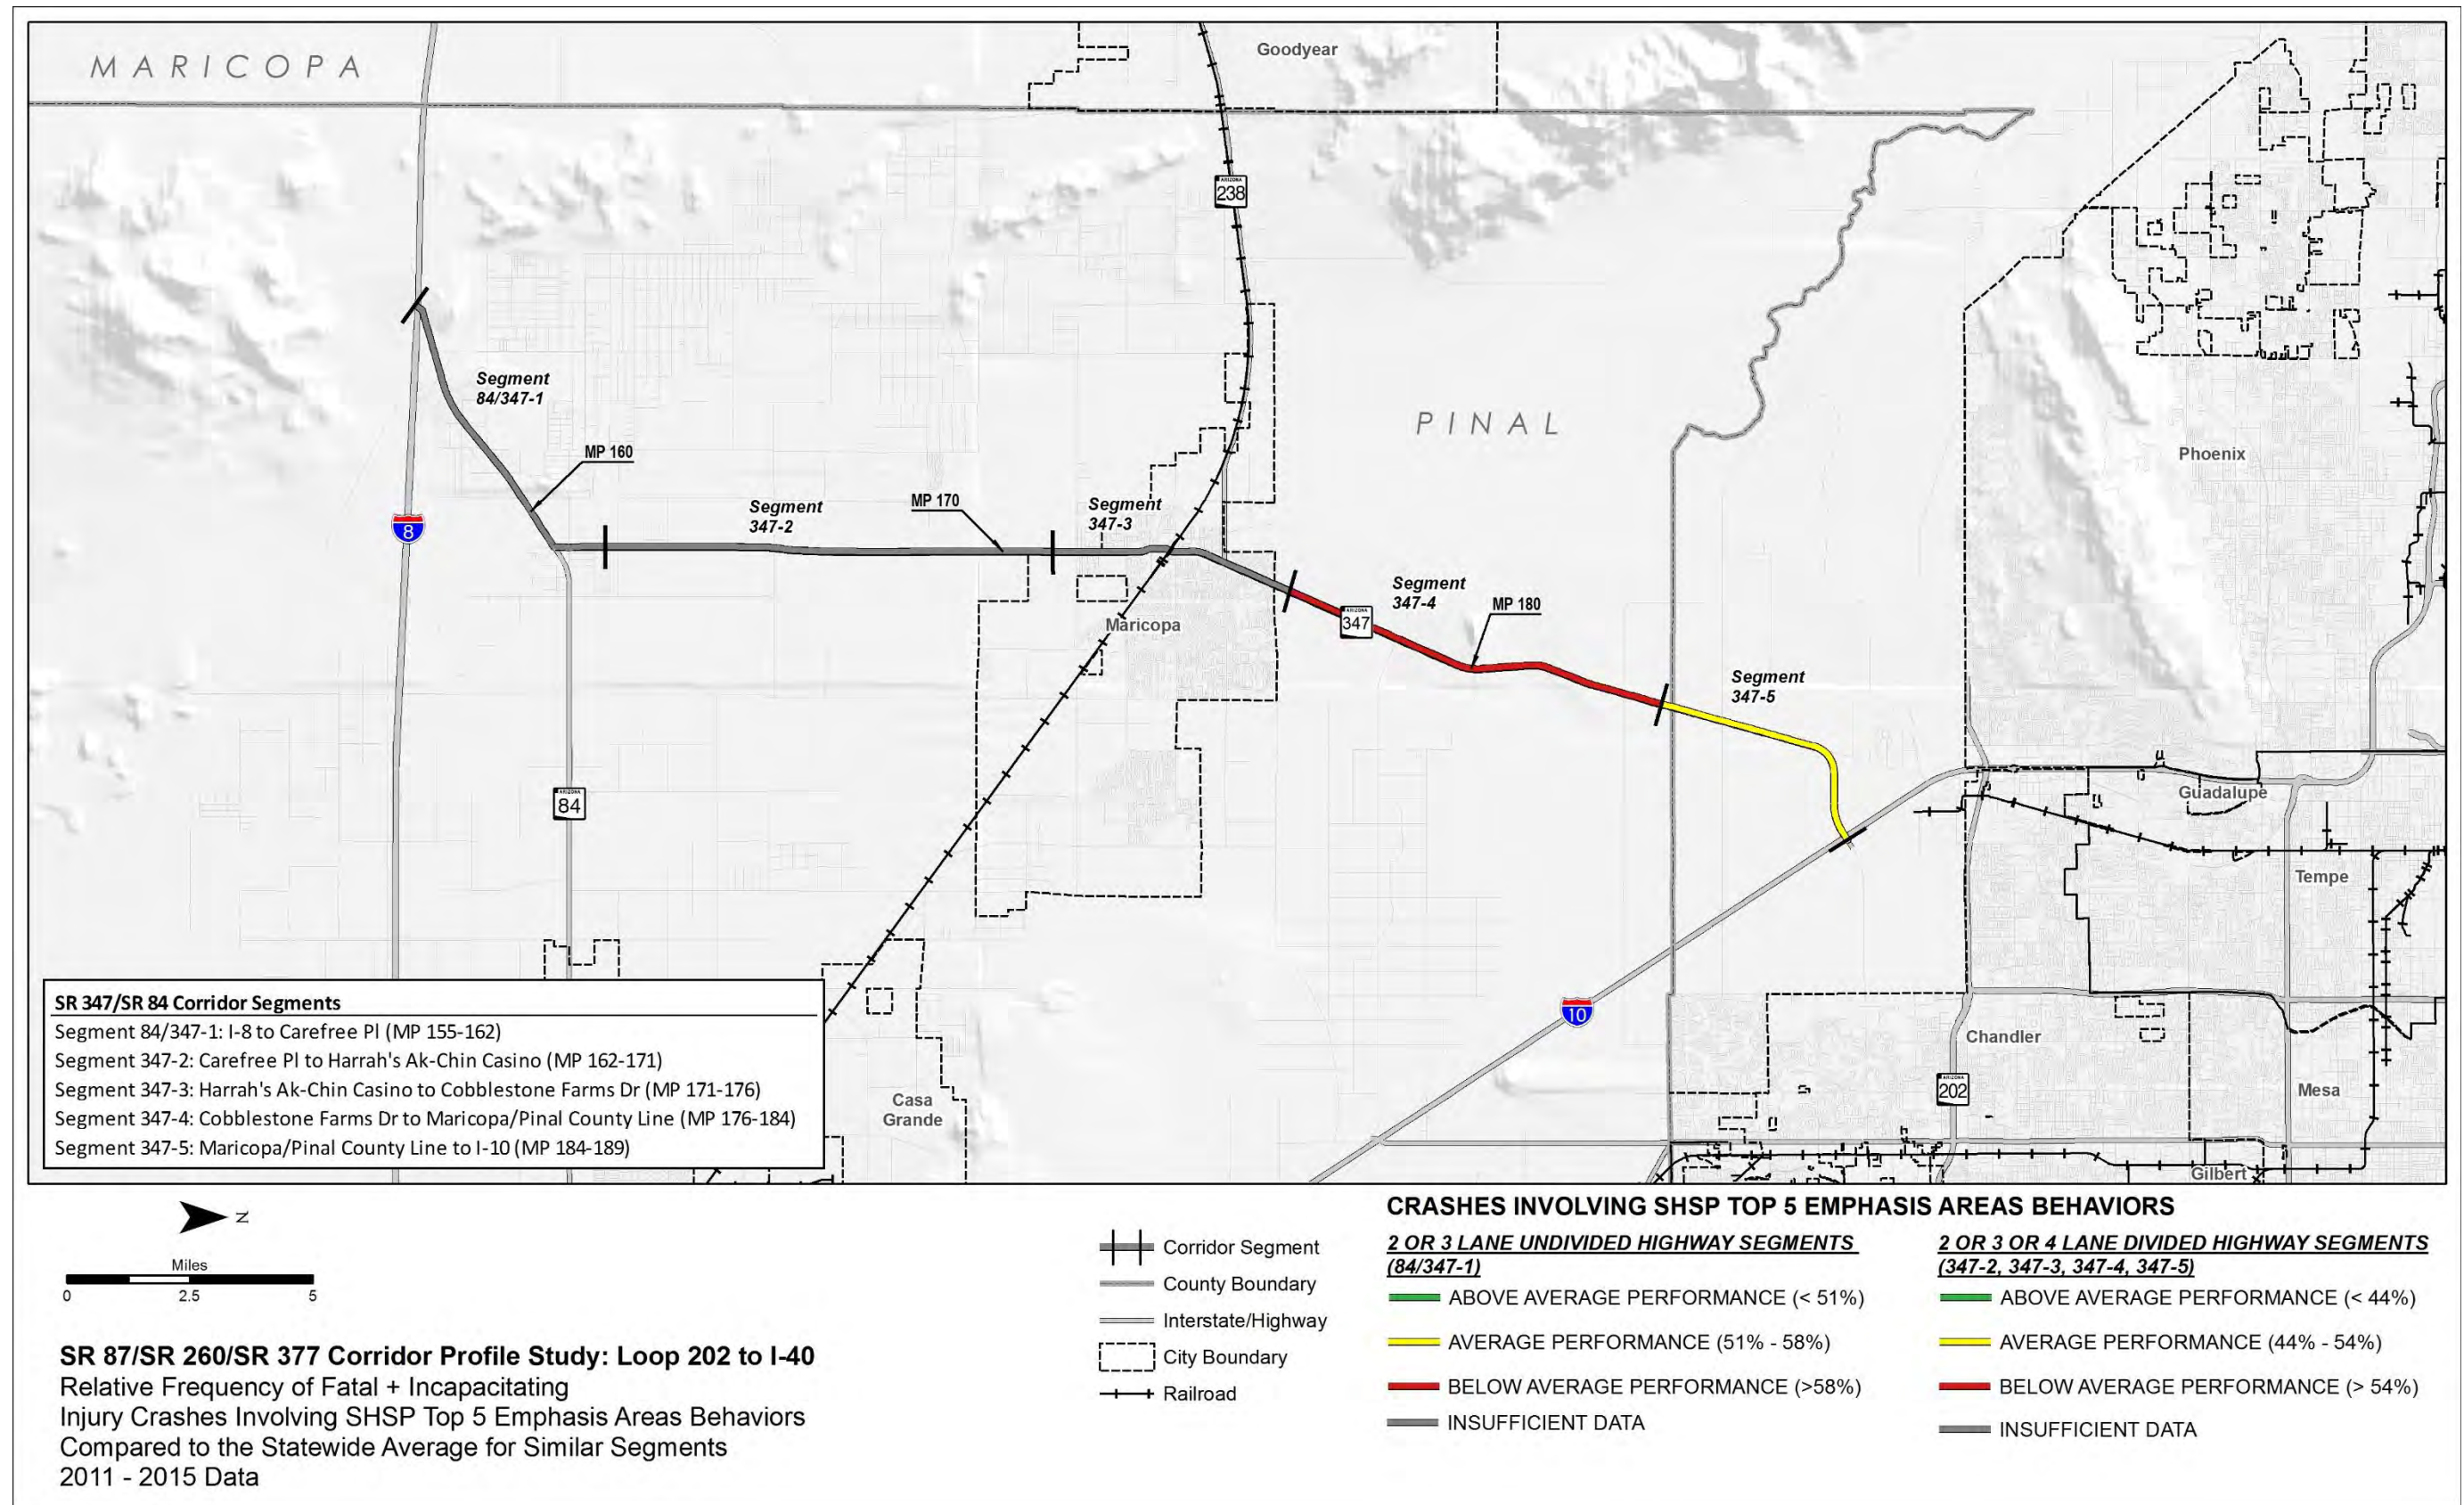 MARICOPA
Goodyear
ARIZONA
238
Segment
84/347-1
MP 160
PINAL
Phoenix
Segment
347-2
MP 170
Segment
347-3
8
Maricopa
Segment
347-4
ARIZONA
347
MP 180
Segment
347-5
ARIZONA
84
Guadalupe
Tempe
10
Chandler
ARIZONA
202
Mesa
Casa
Grande
Gilbert
SR 347/SR 84 Corridor Segments
Segment 84/347-1: I-8 to Carefree Pl (MP 155-162)
Segment 347-2: Carefree Pl to Harrah's Ak-Chin Casino (MP 162-171)
Segment 347-3: Harrah's Ak-Chin Casino to Cobblestone Farms Dr (MP 171-176)
Segment 347-4: Cobblestone Farms Dr to Maricopa/Pinal County Line (MP 176-184)
Segment 347-5: Maricopa/Pinal County Line to I-10 (MP 184-189)
N
Miles
0 2.5 5
SR 87/SR 260/SR 377 Corridor Profile Study: Loop 202 to I-40
Relative Frequency of Fatal + Incapacitating
Injury Crashes Involving SHSP Top 5 Emphasis Areas Behaviors
Compared to the Statewide Average for Similar Segments
2011 - 2015 Data
Corridor Segment
County Boundary
Interstate/Highway
City Boundary
Railroad
CRASHES INVOLVING SHSP TOP 5 EMPHASIS AREAS BEHAVIORS
2 OR 3 LANE UNDIVIDED HIGHWAY SEGMENTS
(84/347-1)
ABOVE AVERAGE PERFORMANCE (< 51%)
AVERAGE PERFORMANCE (51% - 58%)
BELOW AVERAGE PERFORMANCE (>58%)
INSUFFICIENT DATA
2 OR 3 OR 4 LANE DIVIDED HIGHWAY SEGMENTS
(347-2, 347-3, 347-4, 347-5)
ABOVE AVERAGE PERFORMANCE (< 44%)
AVERAGE PERFORMANCE (44% - 54%)
BELOW AVERAGE PERFORMANCE (> 54%)
INSUFFICIENT DATA